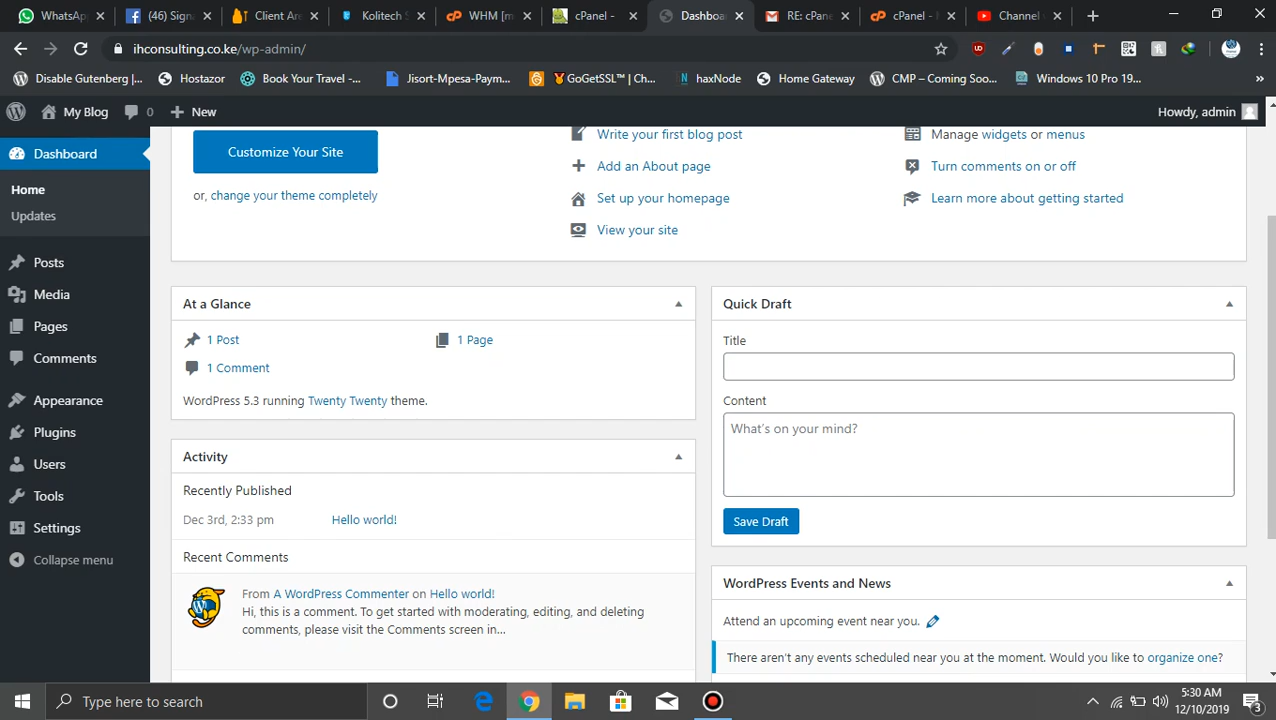 WhatsAp
(46) Signa
Client Are
Kolitech S
WHM [m
cPanel -
Dashboa
RE: cPane
cPanel -
Channel v
ihconsulting.co.ke/wp-admin/
Disable Gutenberg |...
Hostazor
Book Your Travel -...
Jisort-Mpesa-Paym...
GoGetSSL™ | Ch...
haxNode
Home Gateway
CMP – Coming Soo...
Windows 10 Pro 19...
»
My Blog
0
New
Howdy, admin
Dashboard
Home
Updates
Posts
Media
Pages
Comments
Appearance
Plugins
Users
Tools
Settings
Collapse menu
Customize Your Site
or, change your theme completely
Write your first blog post
Add an About page
Set up your homepage
View your site
Manage widgets or menus
Turn comments on or off
Learn more about getting started
At a Glance
1 Post
1 Page
1 Comment
WordPress 5.3 running Twenty Twenty theme.
Activity
Recently Published
Dec 3rd, 2:33 pm
Hello world!
Recent Comments
From A WordPress Commenter on Hello world!
Hi, this is a comment. To get started with moderating, editing, and deleting
comments, please visit the Comments screen in...
Quick Draft
Title
Content
What's on your mind?
Save Draft
WordPress Events and News
Attend an upcoming event near you.
There aren't any events scheduled near you at the moment. Would you like to organize one?
Type here to search
5:30 AM
12/10/2019
3